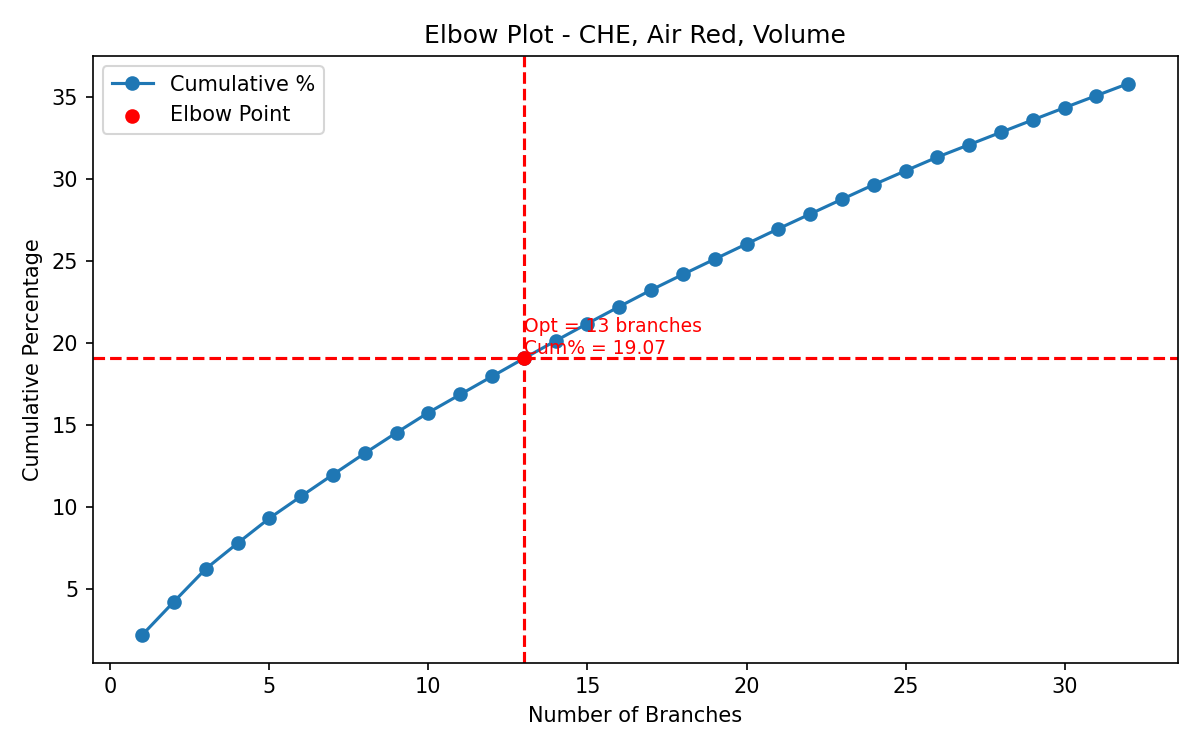 Elbow Plot - CHE, Air Red, Volume
Cumulative %
Elbow Point
35
30
25
20
15
10
5
Cumulative Percentage
Opt = 13 branches
Cum% = 19.07
0
5
10
15
20
25
30
Number of Branches